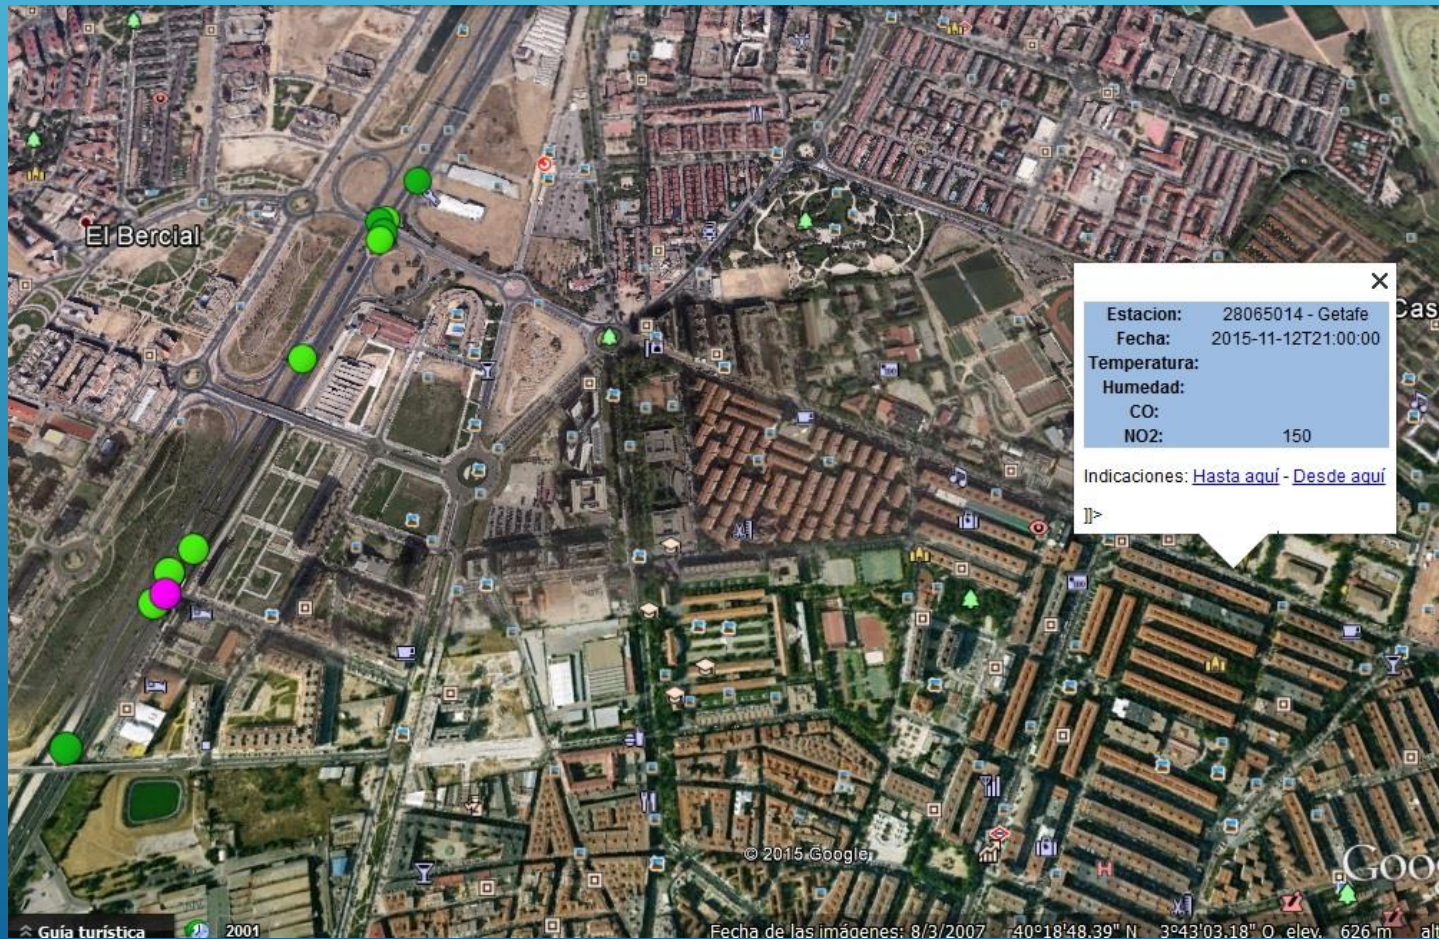 El Bercial
Estacion: 28065014 - Getafe
Fecha: 2015-11-12T21:00:00
Temperatura:
Humedad:
CO:
NO2: 150
Indicaciones: Hasta aquí - Desde aquí
]]>
Cas
© 2015 Google
Goog
Guía turística
2001
Fecha de las imágenes: 8/3/2007 40°18'48.39" N 3°43'03.18" O elev. 626 m alt